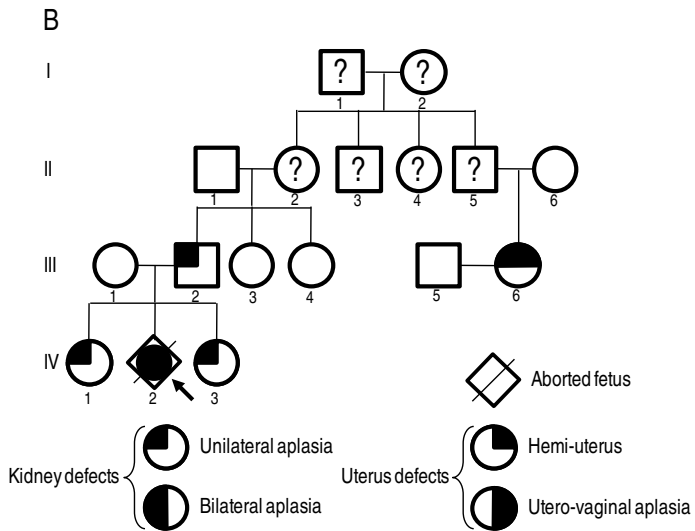 B
I
? ?
1 2
II
? ? ? ?
1 2 3 4 5 6
III
1 2 3 4 5 6
IV
1 2 3
Aborted fetus
Kidney defects
Unilateral aplasia
Bilateral aplasia
Uterus defects
Hemi-uterus
Utero-vaginal aplasia